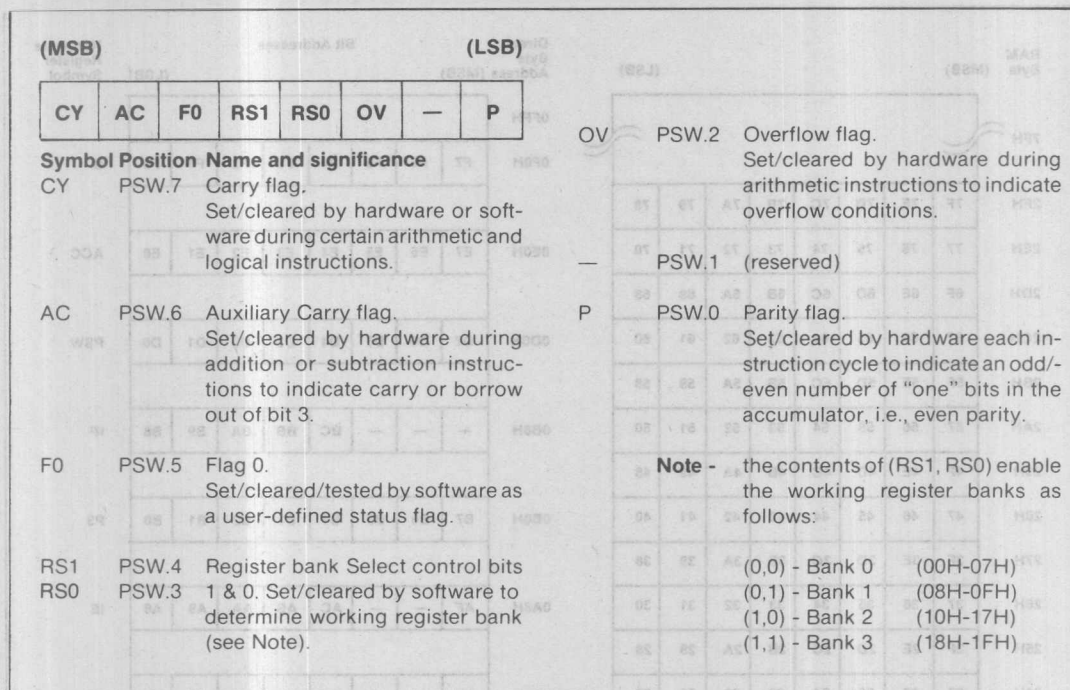 (MSB) (LSB)
CY AC F0 RS1 RS0 OV — P
Symbol Position Name and significance
CY PSW.7 Carry flag.
Set/cleared by hardware or soft-
ware during certain arithmetic and
logical instructions.
AC PSW.6 Auxiliary Carry flag.
Set/cleared by hardware during
addition or subtraction instruc-
tions to indicate carry or borrow
out of bit 3.
F0 PSW.5 Flag 0.
Set/cleared/tested by software as
a user-defined status flag.
RS1 PSW.4 Register bank Select control bits
RS0 PSW.3 1 & 0. Set/cleared by software to
determine working register bank
(see Note).
OV PSW.2 Overflow flag.
Set/cleared by hardware during
arithmetic instructions to indicate
overflow conditions.
— PSW.1 (reserved)
P PSW.0 Parity flag.
Set/cleared by hardware each in-
struction cycle to indicate an odd/-
even number of "one" bits in the
accumulator, i.e., even parity.
Note - the contents of (RS1, RS0) enable
the working register banks as
follows:
(0,0) - Bank 0 (00H-07H)
(0,1) - Bank 1 (08H-0FH)
(1,0) - Bank 2 (10H-17H)
(1,1) - Bank 3 (18H-1FH)